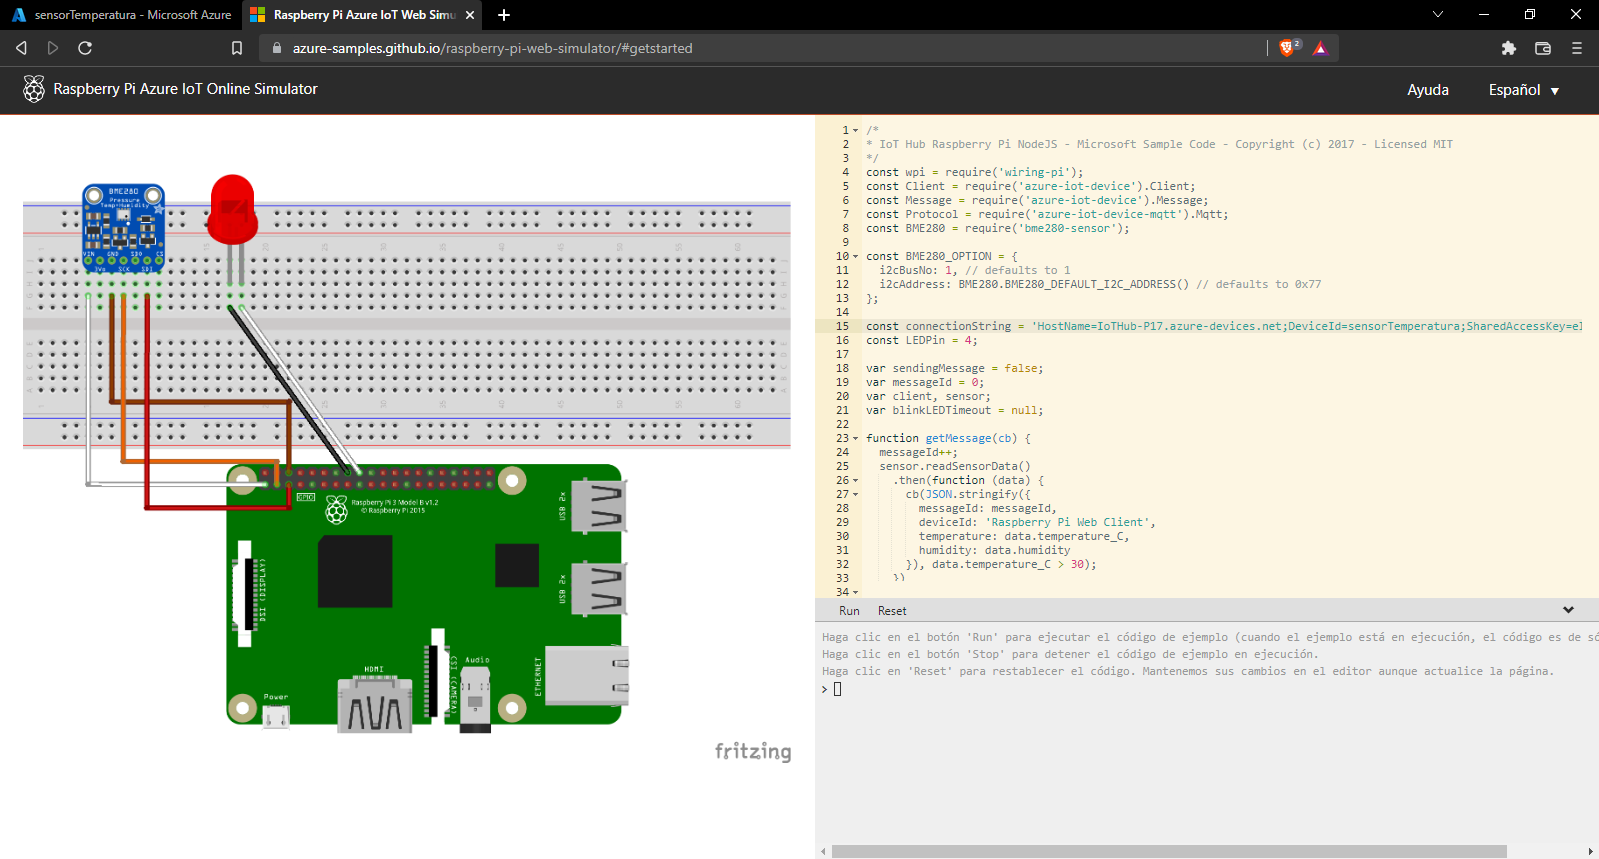 sensorTemperatura - Microsoft Azure
Raspberry Pi Azure IoT Web Simu
azure-samples.github.io/raspberry-pi-web-simulator/#getstarted
2
Raspberry Pi Azure IoT Online Simulator
Ayuda
Español
BME280
Pressure
Temp+Humidity
VIN GND SDO CS
3Vo SCK SDI
GPIO
Raspberry Pi 3 Model B v1.2
© Raspberry Pi 2015
USB 2x
USB 2x
DSI (DISPLAY)
CSI (CAMERA)
Audio
ETHERNET
HDMI
Power
fritzing
1 /*
2 * IoT Hub Raspberry Pi NodeJS - Microsoft Sample Code - Copyright (c) 2017 - Licensed MIT
3 */
4 const wpi = require('wiring-pi');
5 const Client = require('azure-iot-device').Client;
6 const Message = require('azure-iot-device').Message;
7 const Protocol = require('azure-iot-device-mqtt').Mqtt;
8 const BME280 = require('bme280-sensor');
9
10 const BME280_OPTION = {
11 i2cBusNo: 1, // defaults to 1
12 i2cAddress: BME280.BME280_DEFAULT_I2C_ADDRESS() // defaults to 0x77
13 };
14
15 const connectionString = 'HostName=IoTHub-P17.azure-devices.net;DeviceId=sensorTemperatura;SharedAccessKey=el
16 const LEDPin = 4;
17
18 var sendingMessage = false;
19 var messageId = 0;
20 var client, sensor;
21 var blinkLEDTimeout = null;
22
23 function getMessage(cb) {
24 messageId++;
25 sensor.readSensorData()
26 .then(function (data) {
27 cb(JSON.stringify({
28 messageId: messageId,
29 deviceId: 'Raspberry Pi Web Client',
30 temperature: data.temperature_C,
31 humidity: data.humidity
32 }), data.temperature_C > 30);
33 })
34
Run Reset
Haga clic en el botón 'Run' para ejecutar el código de ejemplo (cuando el ejemplo está en ejecución, el código es de só
Haga clic en el botón 'Stop' para detener el código de ejemplo en ejecución.
Haga clic en 'Reset' para restablecer el código. Mantenemos sus cambios en el editor aunque actualice la página.
>